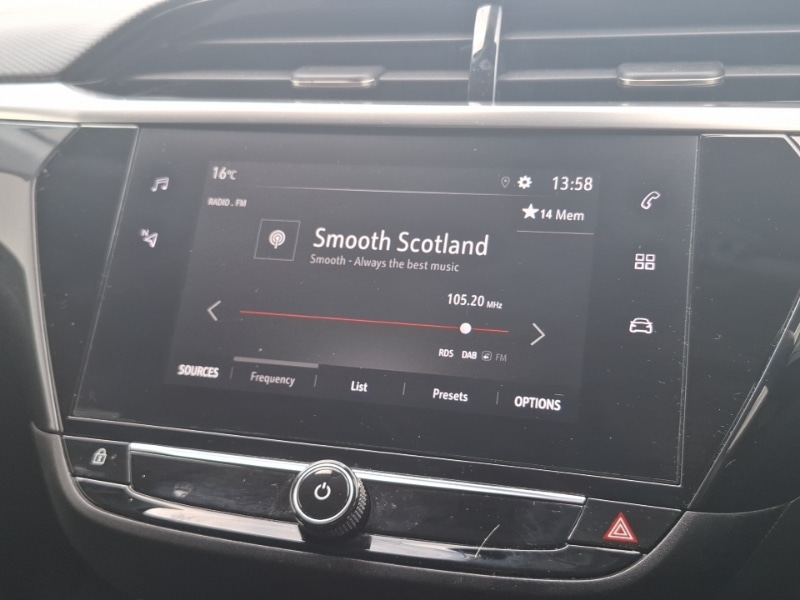 16°C
13:58
RADIO . FM
14 Mem
Smooth Scotland
Smooth - Always the best music
105.20 MHz
RDS DAB FM
SOURCES Frequency List Presets OPTIONS
N